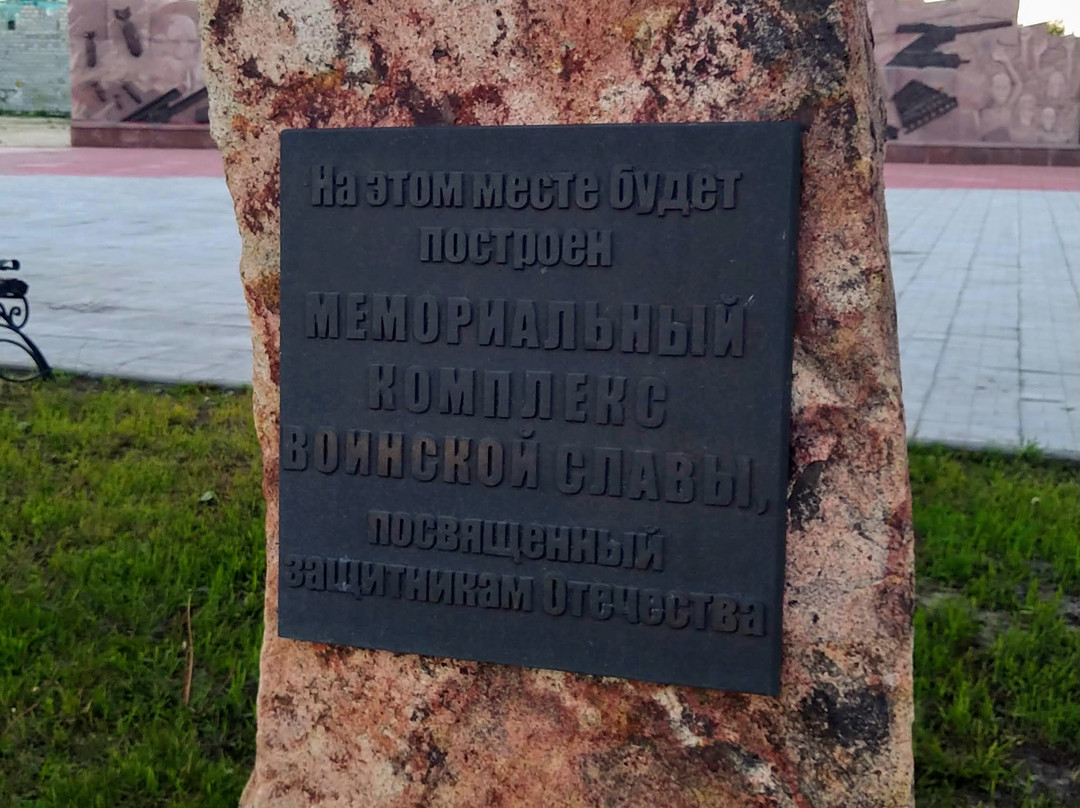 На этом месте будет
построен
МЕМОРИАЛЬНЫЙ
КОМПЛЕКС
ВОИНСКОЙ СЛАВЫ,
посвященный
защитникам Отечества